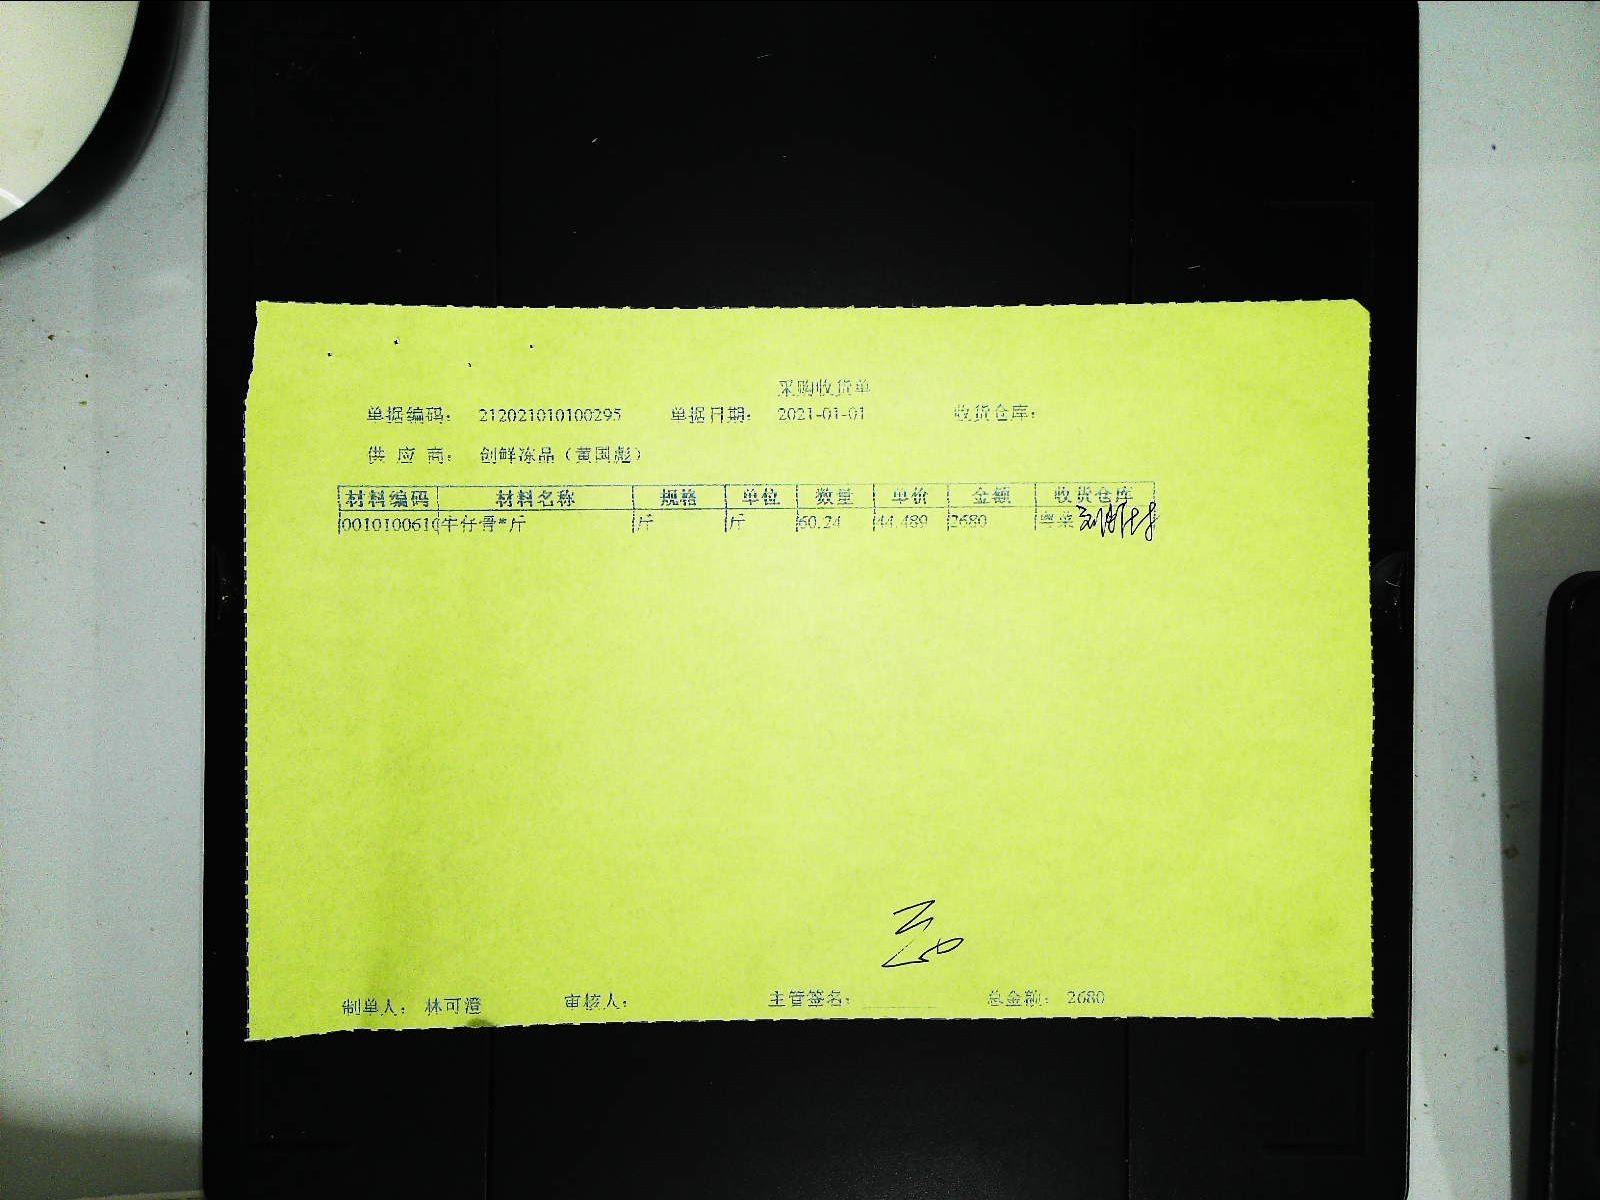 采购收货单
单据编码： 212021010100295 单据日期： 2021-01-01 收货仓库：
供 应 商： 创鲜冻品（黄国彪）
材料编码 材料名称 规格 单位 数量 单价 金额 收货仓库
0010100610 牛仔骨*斤 斤 斤 60.24 44.489 2680 粤菜
制单人： 林可澄 审核人： 主管签名： 总金额： 2680